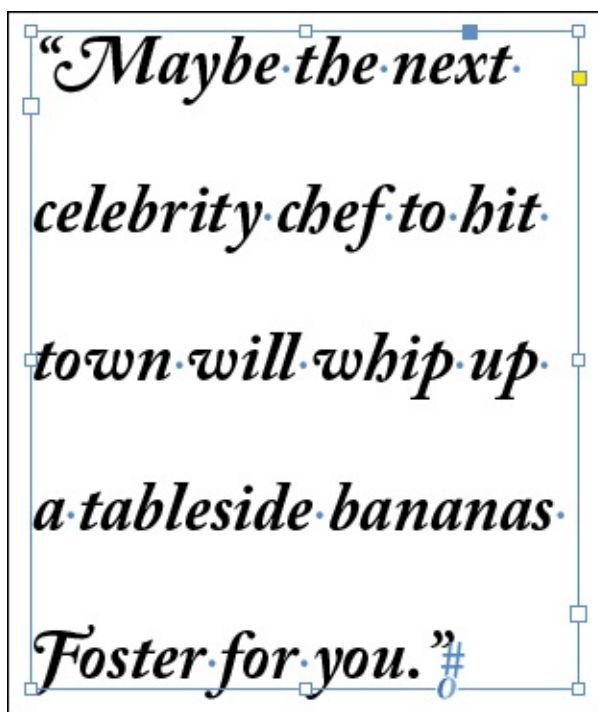 “Maybe the next
celebrity chef to hit
town will whip up
a tableside bananas
Foster for you.”#